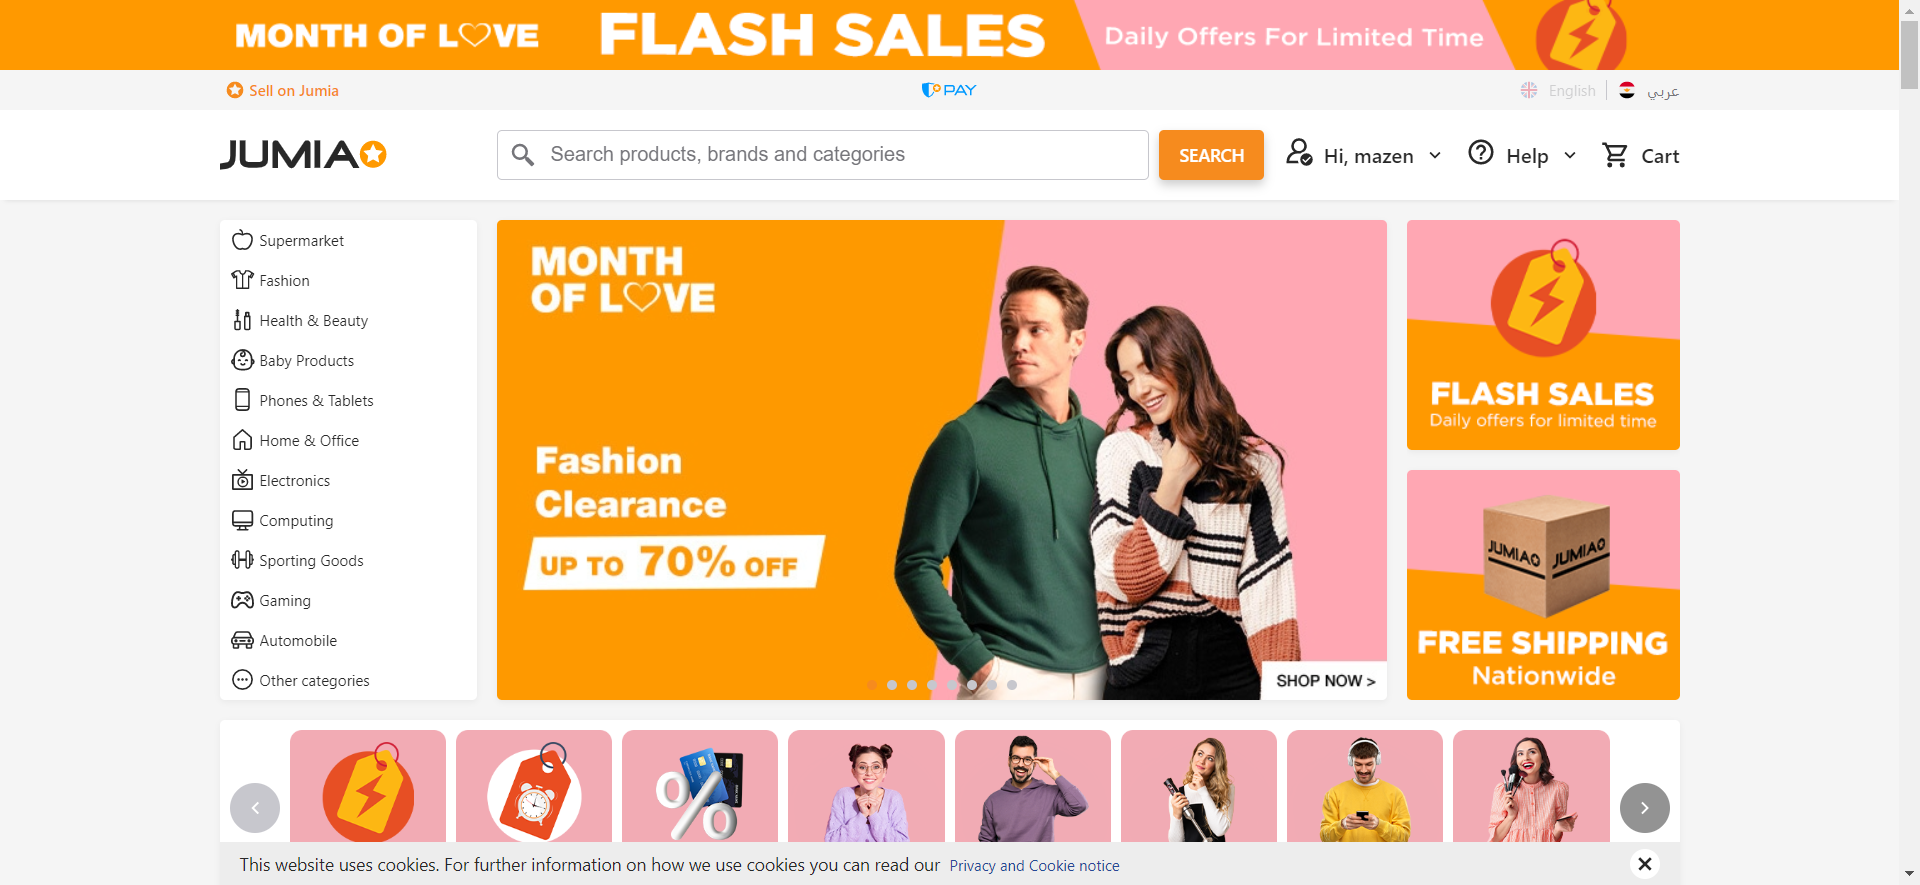 MONTH OF LOVE FLASH SALES Daily Offers For Limited Time
Sell on Jumia PAY English عربي
JUMIA Search products, brands and categories SEARCH Hi, mazen Help Cart
Supermarket
Fashion
Health & Beauty
Baby Products
Phones & Tablets
Home & Office
Electronics
Computing
Sporting Goods
Gaming
Automobile
Other categories
MONTH
OF LOVE
Fashion
Clearance
UP TO 70% OFF
SHOP NOW >
FLASH SALES
Daily offers for limited time
JUMIA JUMIA
FREE SHIPPING
Nationwide
This website uses cookies. For further information on how we use cookies you can read our Privacy and Cookie notice